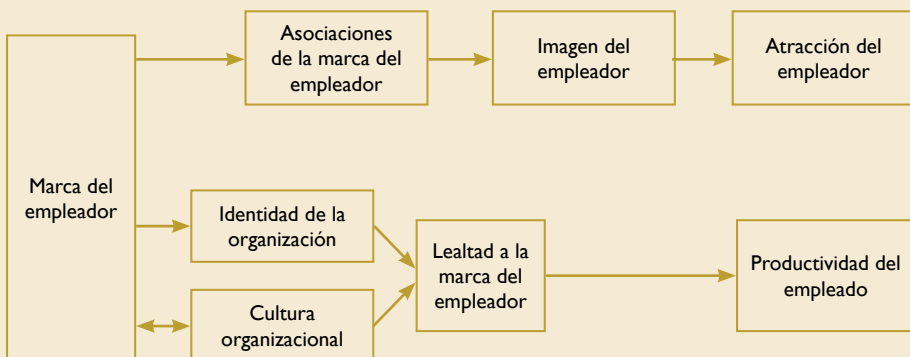 Asociaciones
de la marca del
empleador
Imagen del
empleador
Atracción del
empleador
Marca del
empleador
Identidad de la
organización
Lealtad a la
marca del
empleador
Productividad del
empleado
Cultura
organizacional